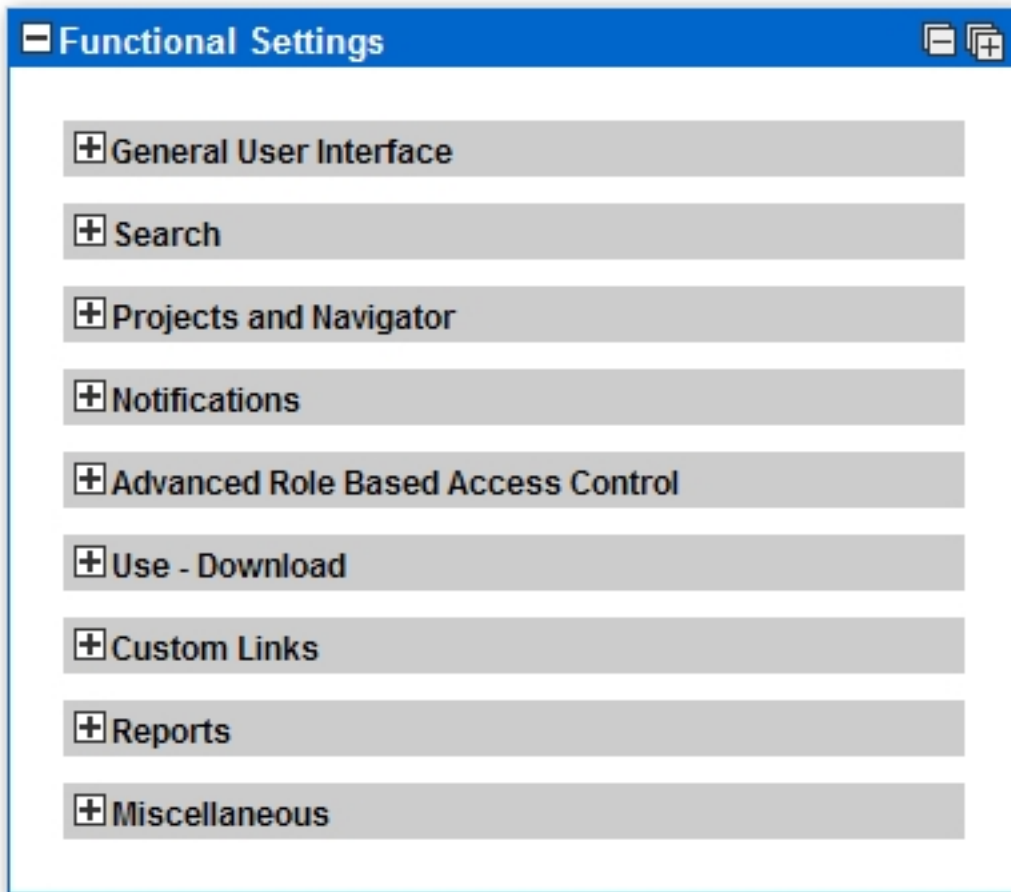 Functional Settings
General User Interface
Search
Projects and Navigator
Notifications
Advanced Role Based Access Control
Use - Download
Custom Links
Reports
Miscellaneous